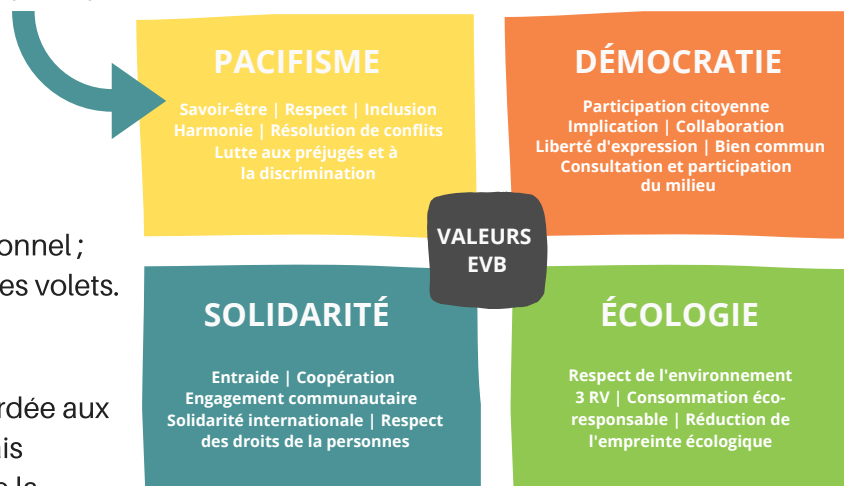 PACIFISME
Savoir-être | Respect | Inclusion
Harmonie | Résolution de conflits
Lutte aux préjugés et à
la discrimination
DÉMOCRATIE
Participation citoyenne
Implication | Collaboration
Liberté d'expression | Bien commun
Consultation et participation
du milieu
VALEURS
EVB
SOLIDARITÉ
Entraide | Coopération
Engagement communautaire
Solidarité internationale | Respect
des droits de la personnes
ÉCOLOGIE
Respect de l'environnement
3 RV | Consommation éco-
responsable | Réduction de
l'empreinte écologique
onnel ;
es volets.
rdée aux
is